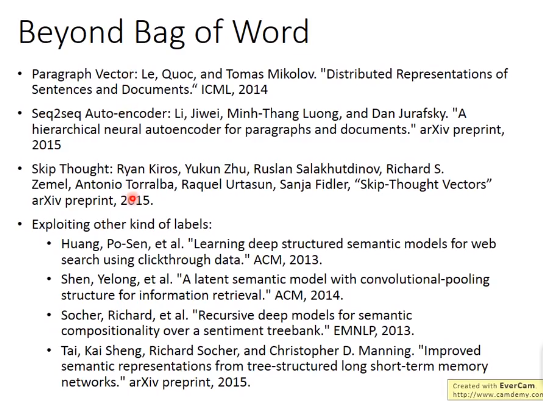 Beyond Bag of Word
• Paragraph Vector: Le, Quoc, and Tomas Mikolov. "Distributed Representations of
Sentences and Documents.“ ICML, 2014
• Seq2seq Auto-encoder: Li, Jiwei, Minh-Thang Luong, and Dan Jurafsky. "A
hierarchical neural autoencoder for paragraphs and documents." arXiv preprint,
2015
• Skip Thought: Ryan Kiros, Yukun Zhu, Ruslan Salakhutdinov, Richard S.
Zemel, Antonio Torralba, Raquel Urtasun, Sanja Fidler, “Skip-Thought Vectors”
arXiv preprint, 2015.
• Exploiting other kind of labels:
• Huang, Po-Sen, et al. "Learning deep structured semantic models for web
search using clickthrough data." ACM, 2013.
• Shen, Yelong, et al. "A latent semantic model with convolutional-pooling
structure for information retrieval." ACM, 2014.
• Socher, Richard, et al. "Recursive deep models for semantic
compositionality over a sentiment treebank." EMNLP, 2013.
• Tai, Kai Sheng, Richard Socher, and Christopher D. Manning. "Improved
semantic representations from tree-structured long short-term memory
networks." arXiv preprint, 2015.
Created with EverCam
http://www.camdemy.com